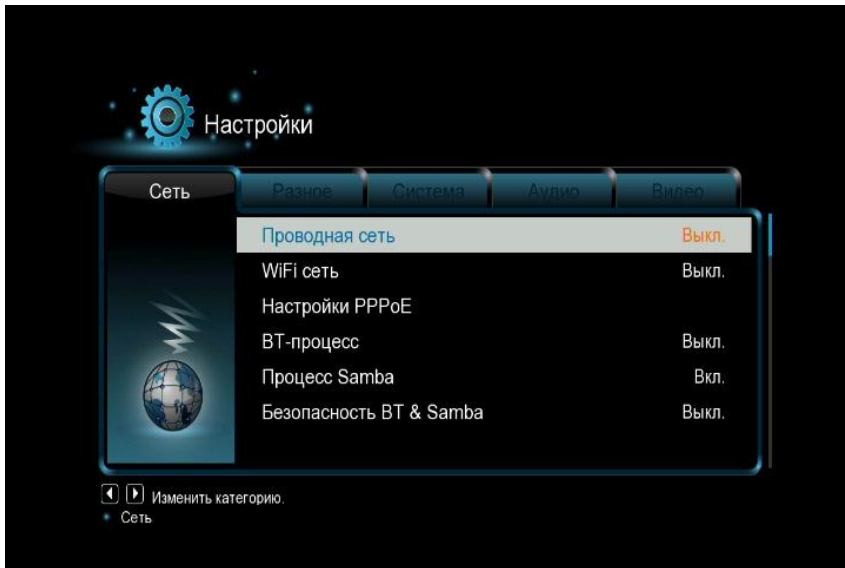 Настройки
Сеть Разное Система Аудио Видео
Проводная сеть Выкл.
WiFi сеть Выкл.
Настройки PPPoE
BT-процесс Выкл.
Процесс Samba Вкл.
Безопасность BT & Samba Выкл.
Изменить категорию.
Сеть